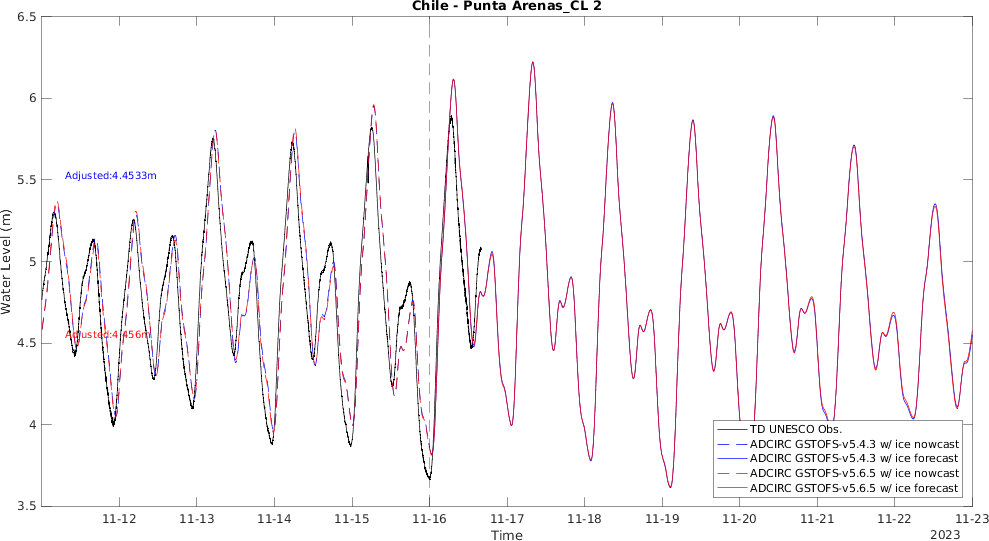 Chile - Punta Arenas_CL 2
6.5
6
5.5
5
4.5
4
3.5
Water Level (m)
Adjusted:4.4533m
Adjusted:4.456m
TD UNESCO Obs.
ADCIRC GSTOFS-v5.4.3 w/ ice nowcast
ADCIRC GSTOFS-v5.4.3 w/ ice forecast
ADCIRC GSTOFS-v5.6.5 w/ ice nowcast
ADCIRC GSTOFS-v5.6.5 w/ ice forecast
11-12 11-13 11-14 11-15 11-16 11-17 11-18 11-19 11-20 11-21 11-22 11-23
Time
2023